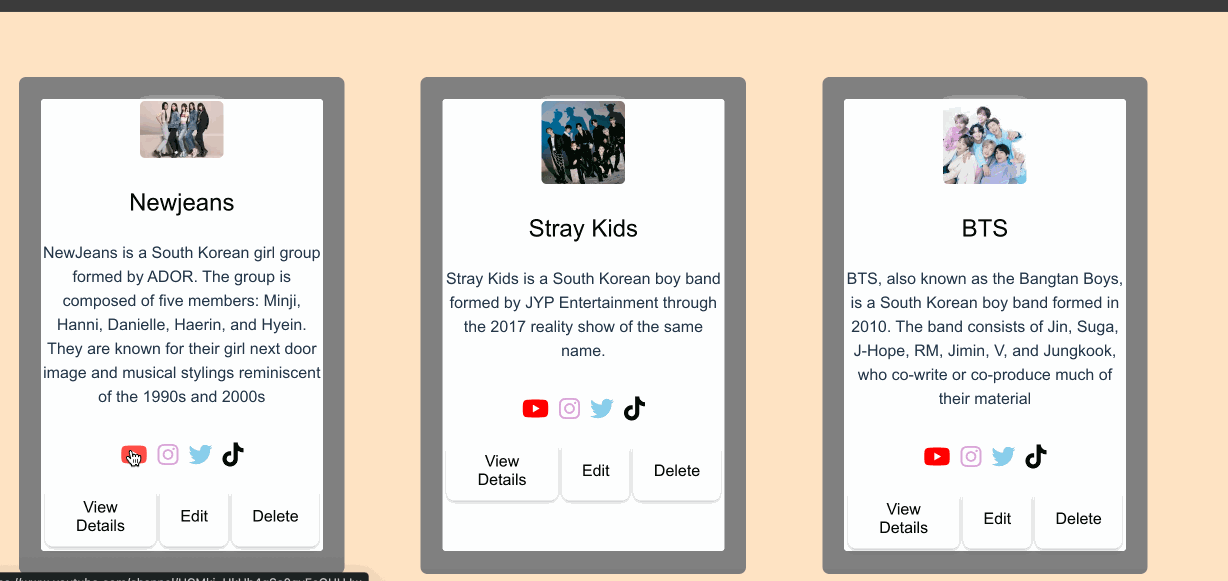 Newjeans
NewJeans is a South Korean girl group
formed by ADOR. The group is
composed of five members: Minji,
Hanni, Danielle, Haerin, and Hyein.
They are known for their girl next door
image and musical stylings reminiscent
of the 1990s and 2000s
View
Details
Edit
Delete
Stray Kids
Stray Kids is a South Korean boy band
formed by JYP Entertainment through
the 2017 reality show of the same
name.
View
Details
Edit
Delete
BTS
BTS, also known as the Bangtan Boys,
is a South Korean boy band formed in
2010. The band consists of Jin, Suga,
J-Hope, RM, Jimin, V, and Jungkook,
who co-write or co-produce much of
their material
View
Details
Edit
Delete